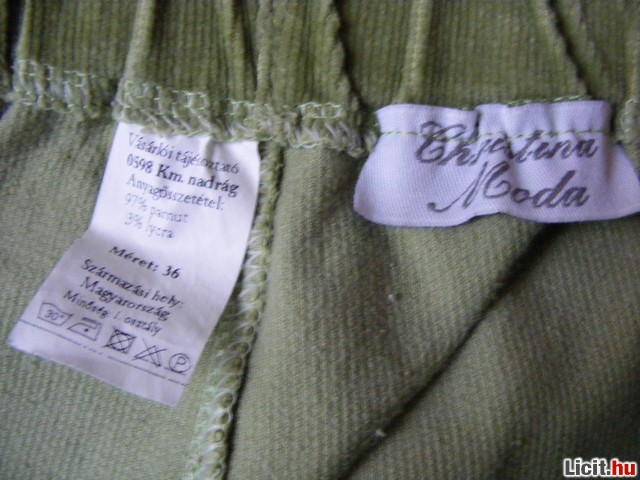 Vásárlói tájékoztató
0598 Km. nadrág
Anyagösszetétel:
97% pamut
3% lycra
Méret: 36
Származási hely:
Magyarország
Minőség I. osztály
30°
P
Christina
Moda
Licit.hu